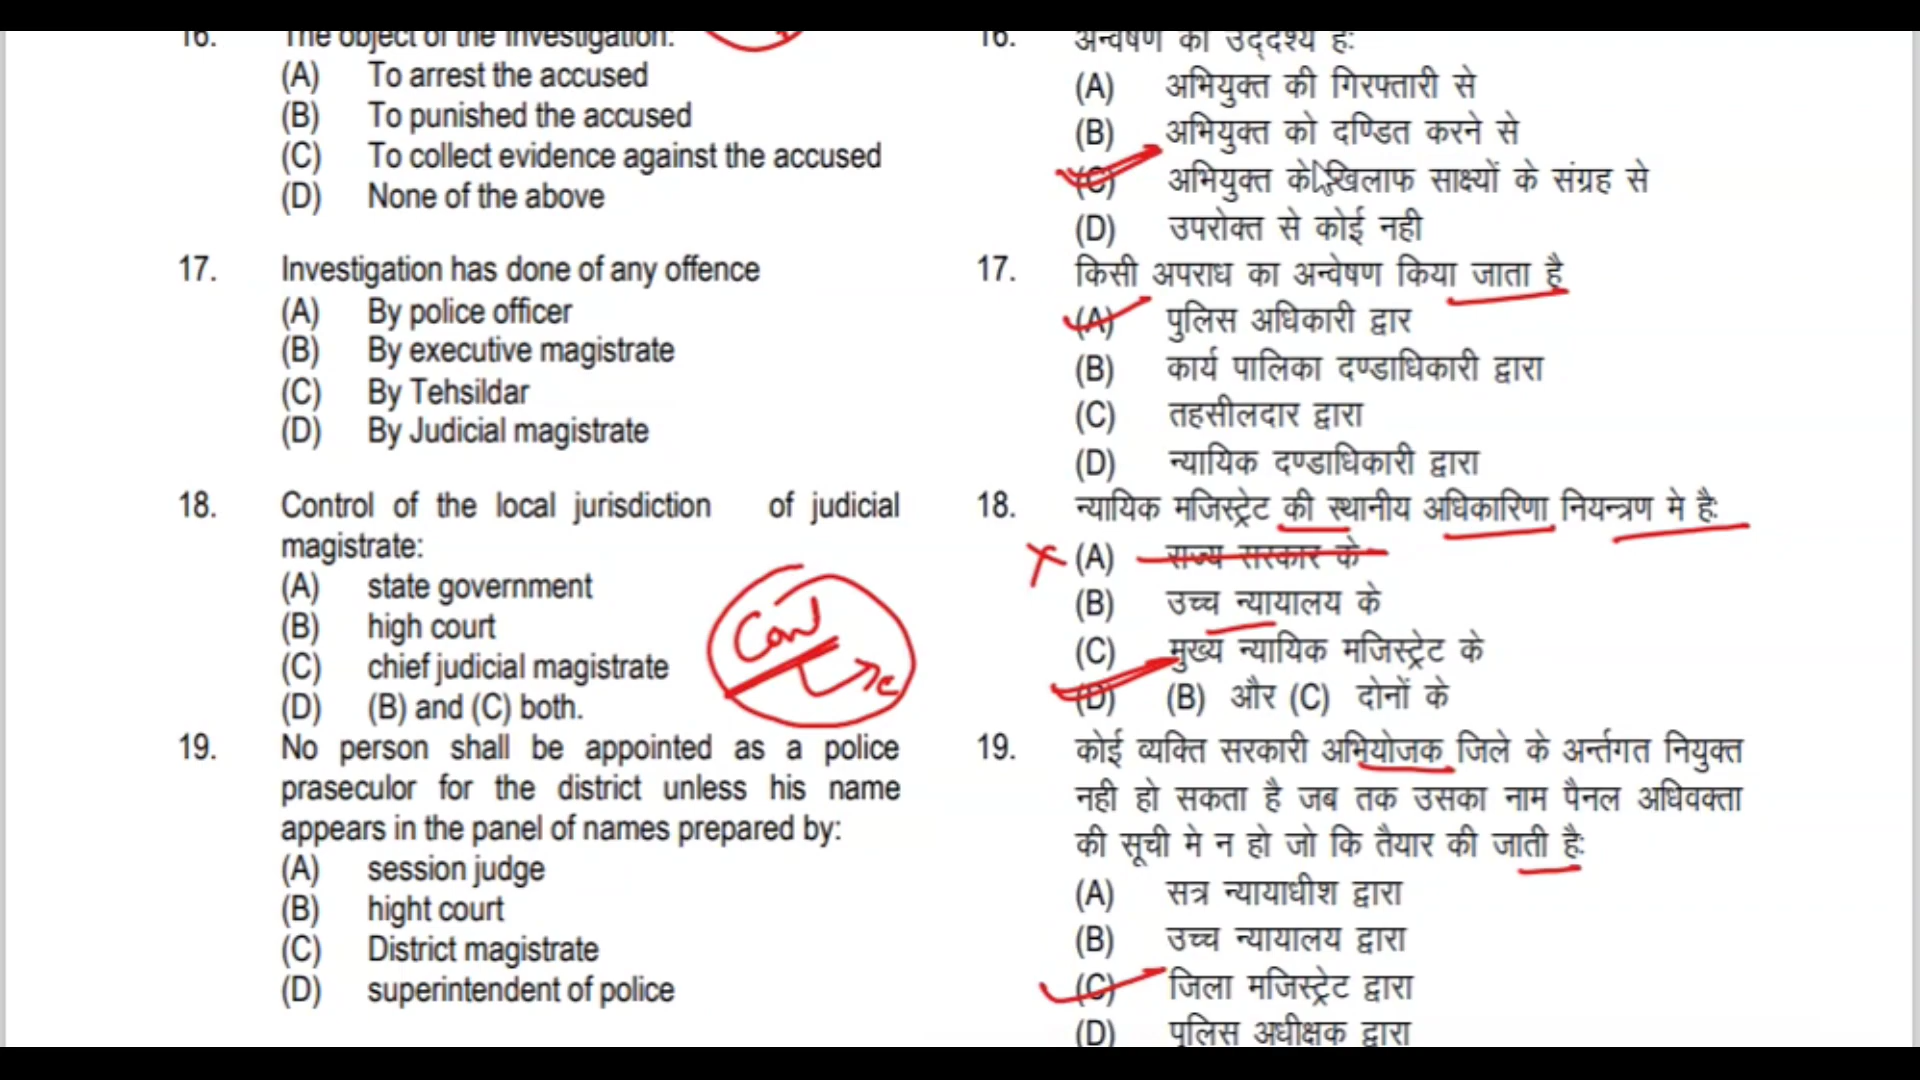 16. The object of the investigation:
(A) To arrest the accused
(B) To punished the accused
(C) To collect evidence against the accused
(D) None of the above
17. Investigation has done of any offence
(A) By police officer
(B) By executive magistrate
(C) By Tehsildar
(D) By Judicial magistrate
18. Control of the local jurisdiction of judicial
magistrate:
(A) state government
(B) high court
(C) chief judicial magistrate
(D) (B) and (C) both.
19. No person shall be appointed as a police
praseculor for the district unless his name
appears in the panel of names prepared by:
(A) session judge
(B) hight court
(C) District magistrate
(D) superintendent of police
16. अन्वेषण का उद्देश्य है:
(A) अभियुक्त की गिरफ्तारी से
(B) अभियुक्त को दण्डित करने से
(C) अभियुक्त के खिलाफ साक्ष्यों के संग्रह से
(D) उपरोक्त से कोई नही
17. किसी अपराध का अन्वेषण किया जाता है
(A) पुलिस अधिकारी द्वार
(B) कार्य पालिका दण्डाधिकारी द्वारा
(C) तहसीलदार द्वारा
(D) न्यायिक दण्डाधिकारी द्वारा
18. न्यायिक मजिस्ट्रेट की स्थानीय अधिकारिणा नियन्त्रण मे है:
(A) राज्य सरकार के
(B) उच्च न्यायालय के
(C) मुख्य न्यायिक मजिस्ट्रेट के
(D) (B) और (C) दोनों के
19. कोई व्यक्ति सरकारी अभियोजक जिले के अर्न्तगत नियुक्त
नही हो सकता है जब तक उसका नाम पैनल अधिवक्ता
की सूची मे न हो जो कि तैयार की जाती है:
(A) सत्र न्यायाधीश द्वारा
(B) उच्च न्यायालय द्वारा
(C) जिला मजिस्ट्रेट द्वारा
(D) पुलिस अधीक्षक द्वारा